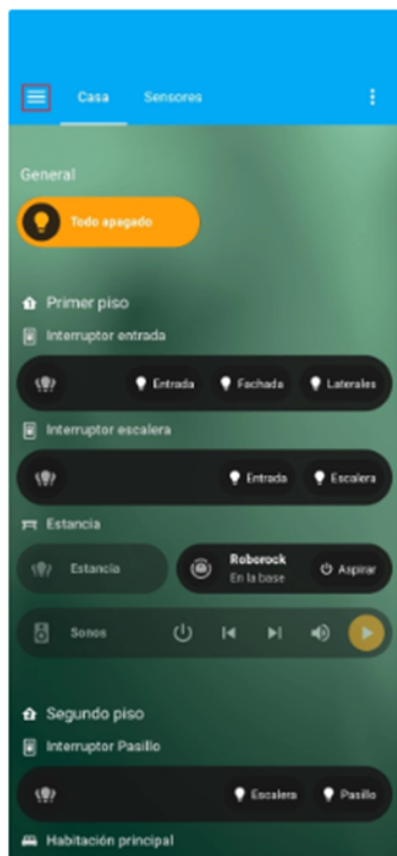 Casa Sensores
General
Todo apagado
Primer piso
Interruptor entrada
Entrada Fachada Laterales
Interruptor escalera
Entrada Escalera
Estancia
Estancia Roborock Aspirar
En la base
Sonos
Segundo piso
Interruptor Pasillo
Escalera Pasillo
Habitación principal